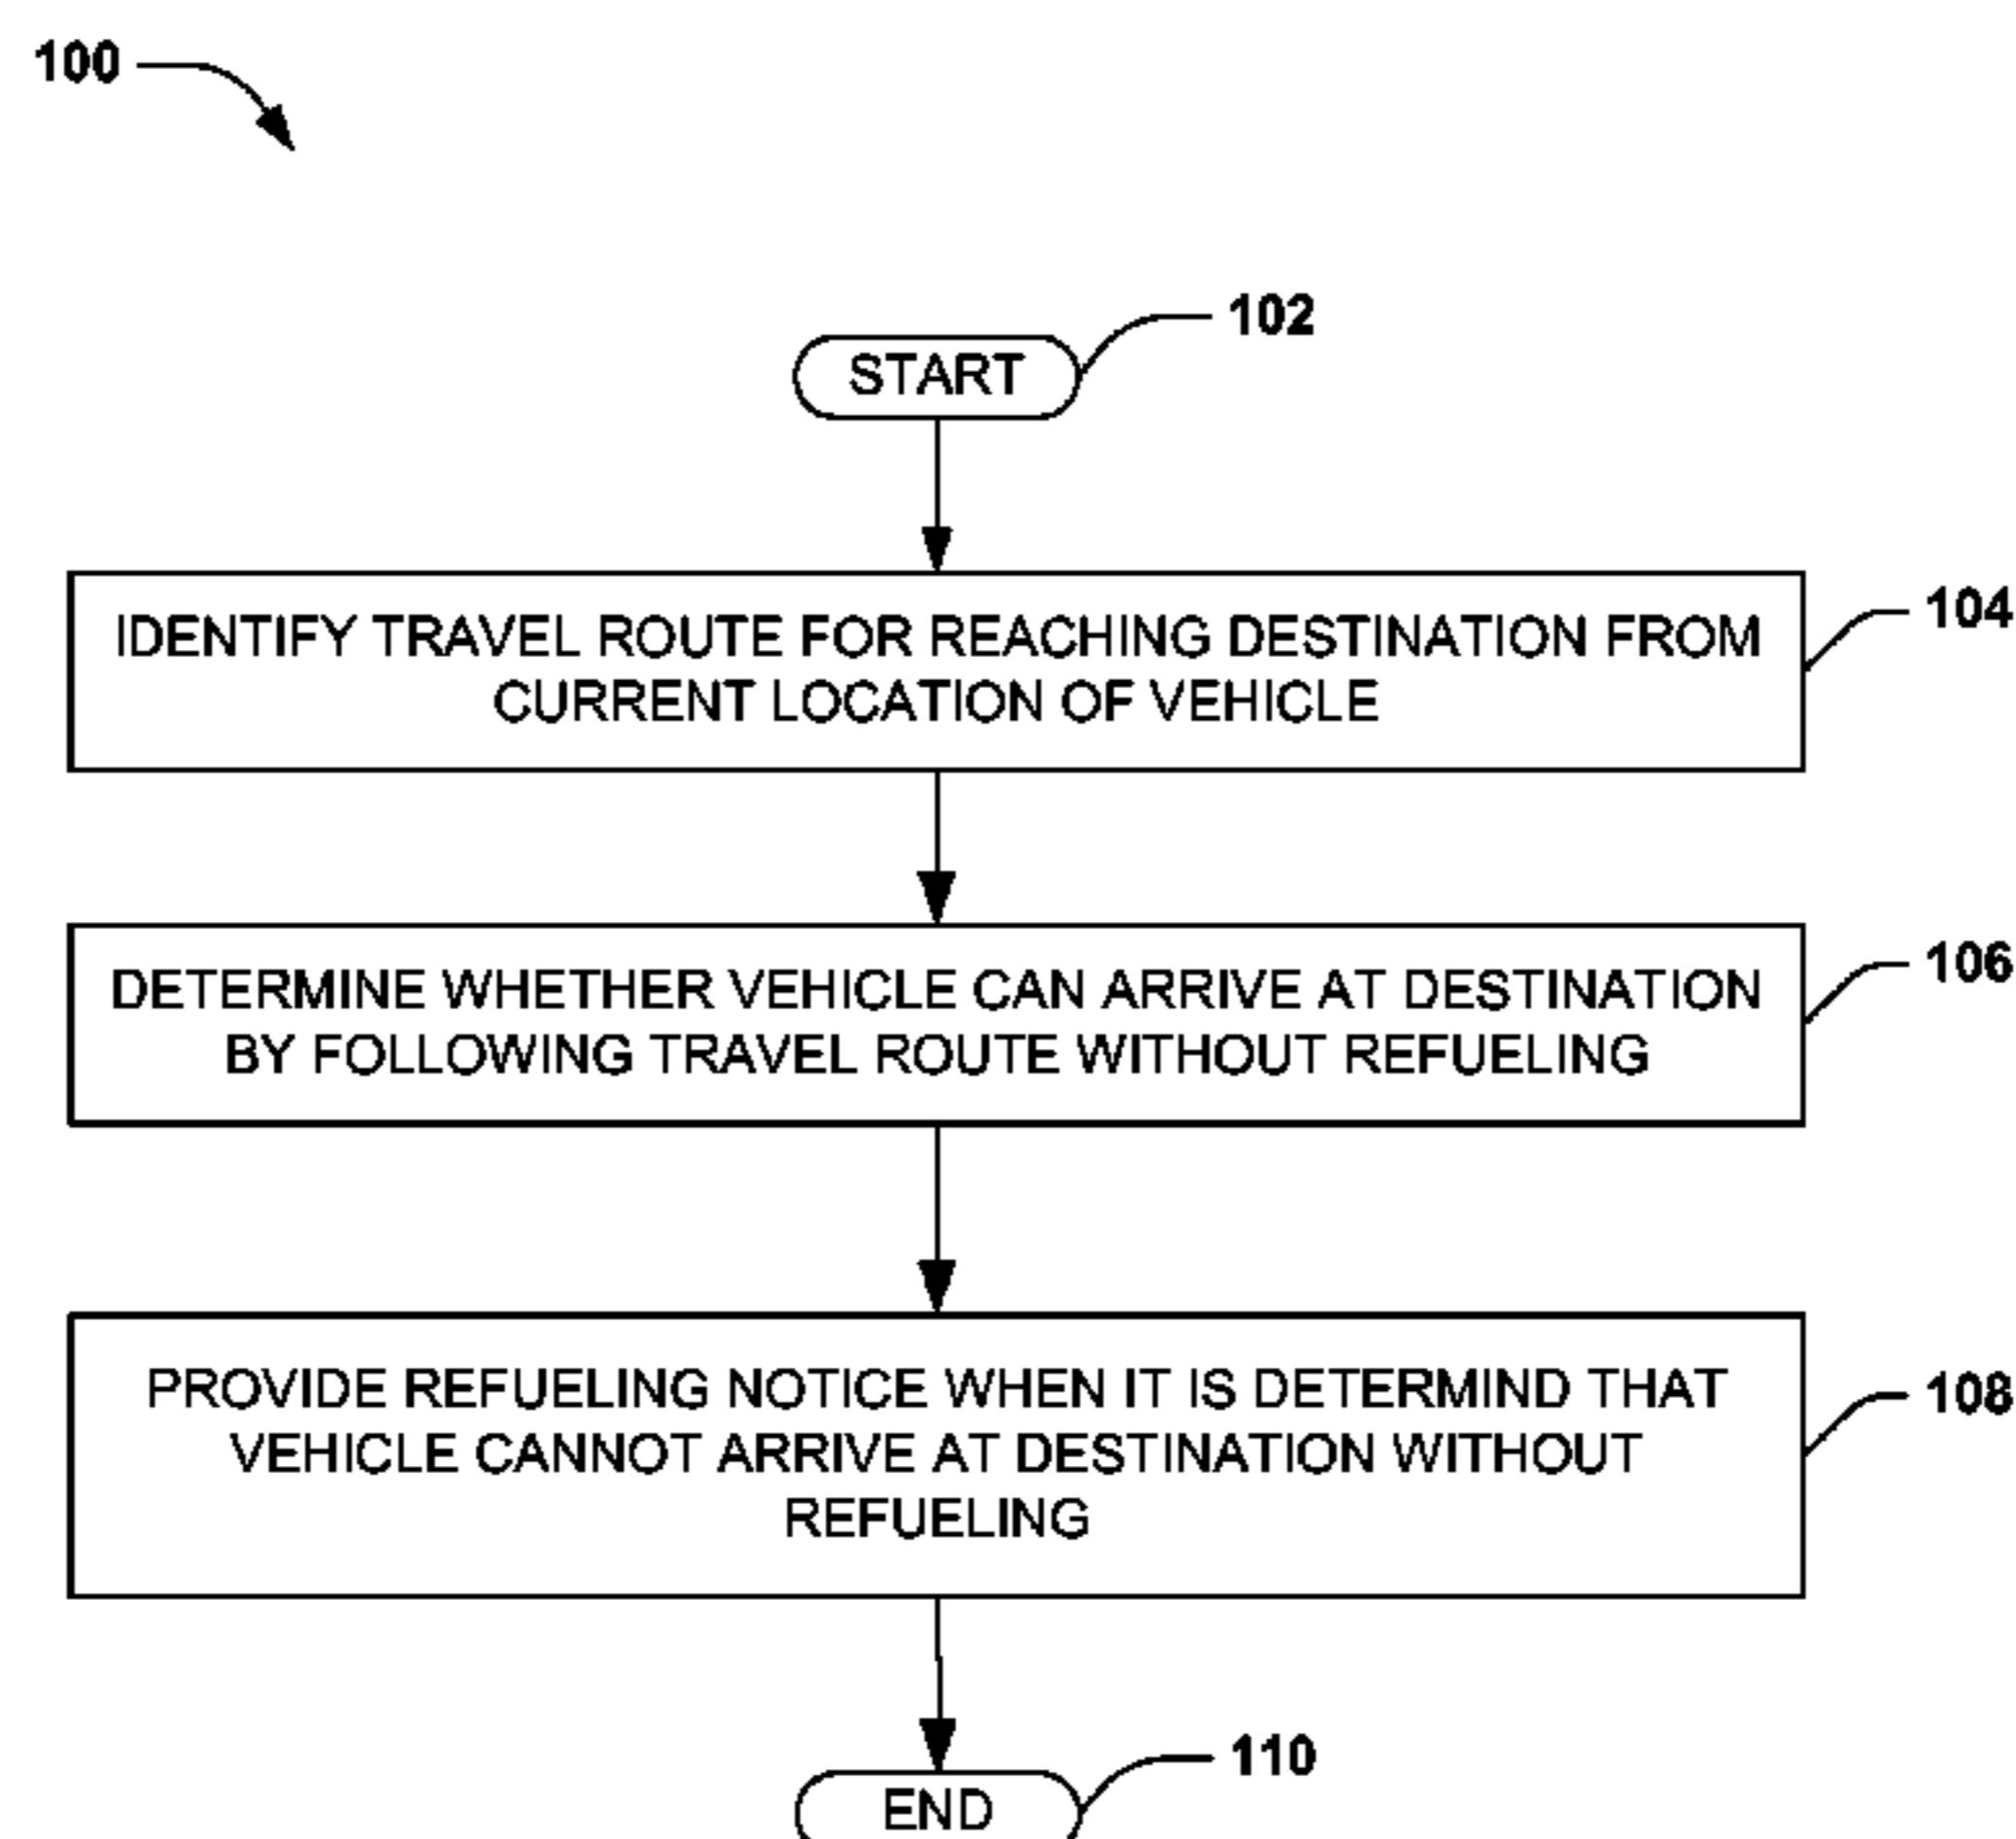 100
102
START
104
IDENTIFY TRAVEL ROUTE FOR REACHING DESTINATION FROM
CURRENT LOCATION OF VEHICLE
106
DETERMINE WHETHER VEHICLE CAN ARRIVE AT DESTINATION
BY FOLLOWING TRAVEL ROUTE WITHOUT REFUELING
108
PROVIDE REFUELING NOTICE WHEN IT IS DETERMIND THAT
VEHICLE CANNOT ARRIVE AT DESTINATION WITHOUT
REFUELING
110
END